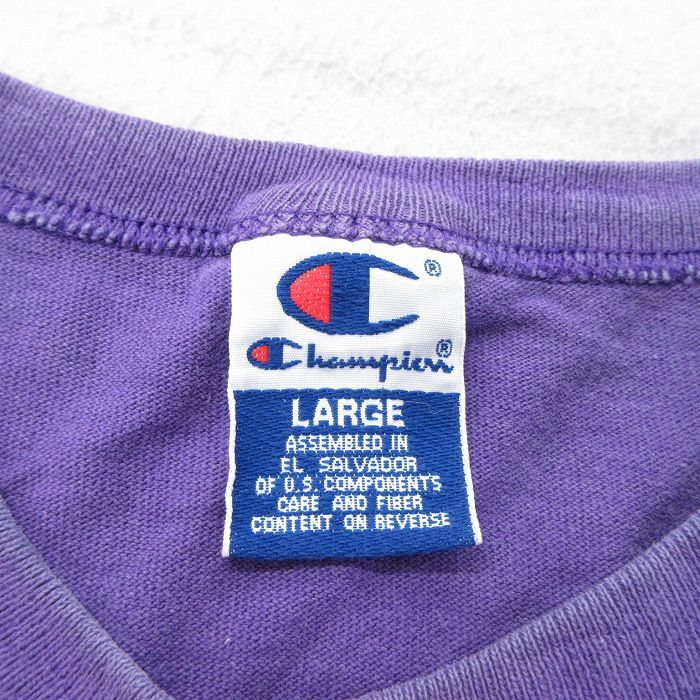 ®
Champion®
LARGE
ASSEMBLED IN
EL SALVADOR
OF U.S. COMPONENTS
CARE AND FIBER
CONTENT ON REVERSE